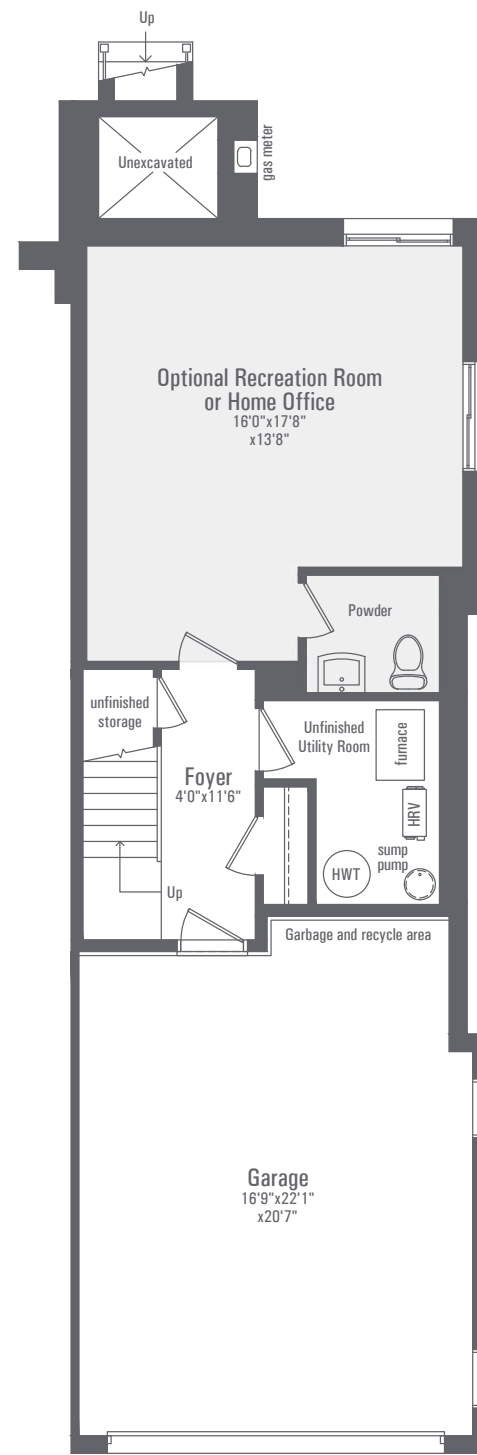 Up
Unexcavated
gas meter
Optional Recreation Room
or Home Office
16'0"x17'8"
x13'8"
Powder
unfinished
storage
Unfinished
Utility Room
furnace
Foyer
4'0"x11'6"
HRV
sump
pump
HWT
Up
Garbage and recycle area
Garage
16'9"x22'1"
x20'7"